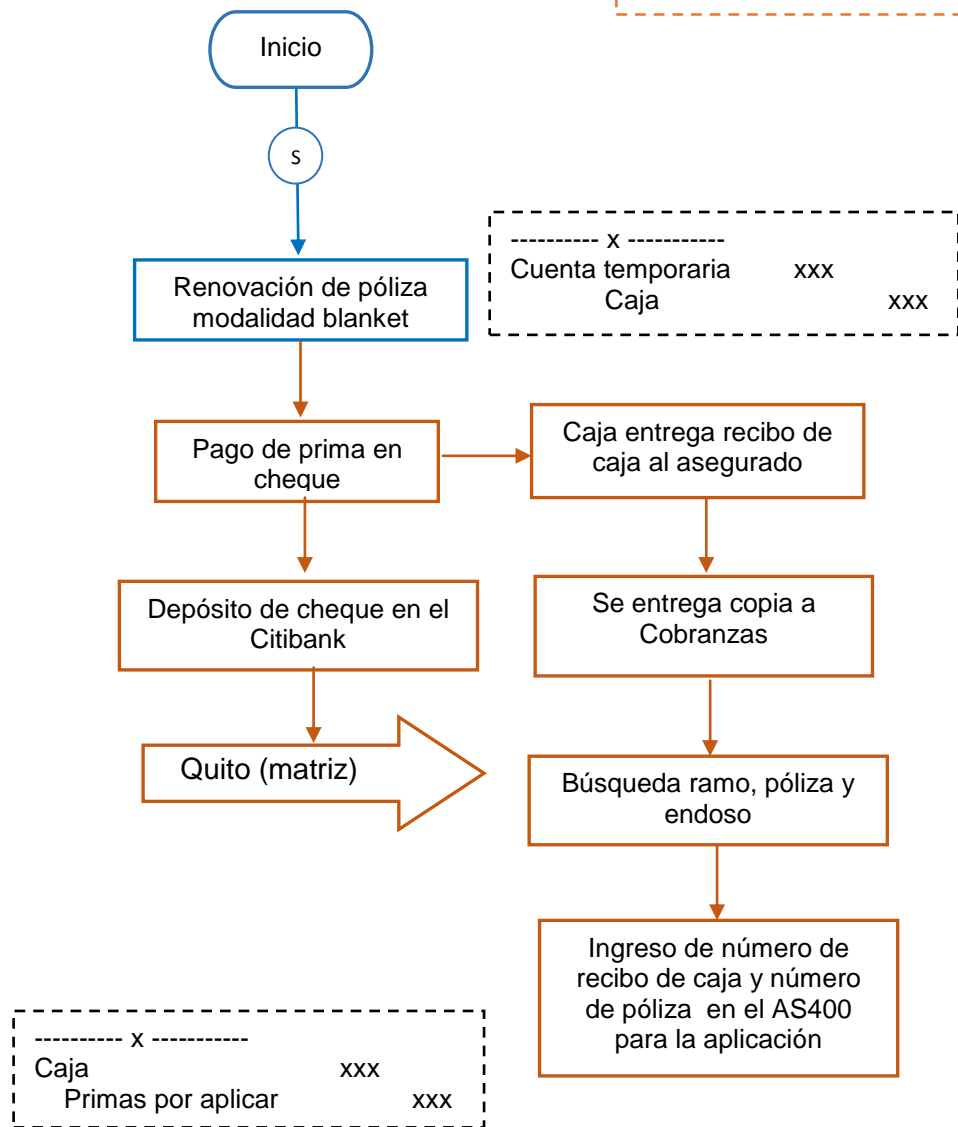 Inicio
S
---------- x -----------
Cuenta temporaria xxx
Caja xxx
Renovación de póliza
modalidad blanket
Pago de prima en
cheque
Caja entrega recibo de
caja al asegurado
Depósito de cheque en el
Citibank
Se entrega copia a
Cobranzas
Quito (matriz)
Búsqueda ramo, póliza y
endoso
Ingreso de número de
recibo de caja y número
de póliza en el AS400
para la aplicación
---------- x -----------
Caja xxx
Primas por aplicar xxx